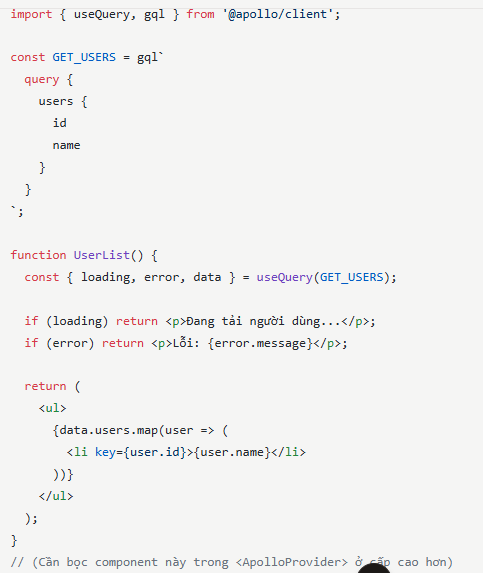 import { useQuery, gql } from '@apollo/client';
const GET_USERS = gql`
query {
users {
id
name
}
}
`;
function UserList() {
const { loading, error, data } = useQuery(GET_USERS);
if (loading) return <p>Đang tải người dùng...</p>;
if (error) return <p>Lỗi: {error.message}</p>;
return (
<ul>
{data.users.map(user => (
<li key={user.id}>{user.name}</li>
))}
</ul>
);
}
// (Cần bọc component này trong <ApolloProvider> ở cấp cao hơn)